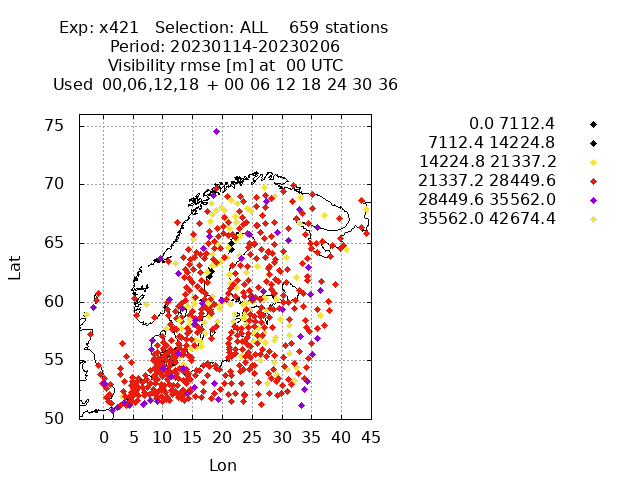 Exp: x421 Selection: ALL 659 stations
Period: 20230114-20230206
Visibility rmse [m] at 00 UTC
Used 00,06,12,18 + 00 06 12 18 24 30 36
0.0 7112.4
7112.4 14224.8
14224.8 21337.2
21337.2 28449.6
28449.6 35562.0
35562.0 42674.4
75
70
65
60
55
50
Lat
0 5 10 15 20 25 30 35 40 45
Lon